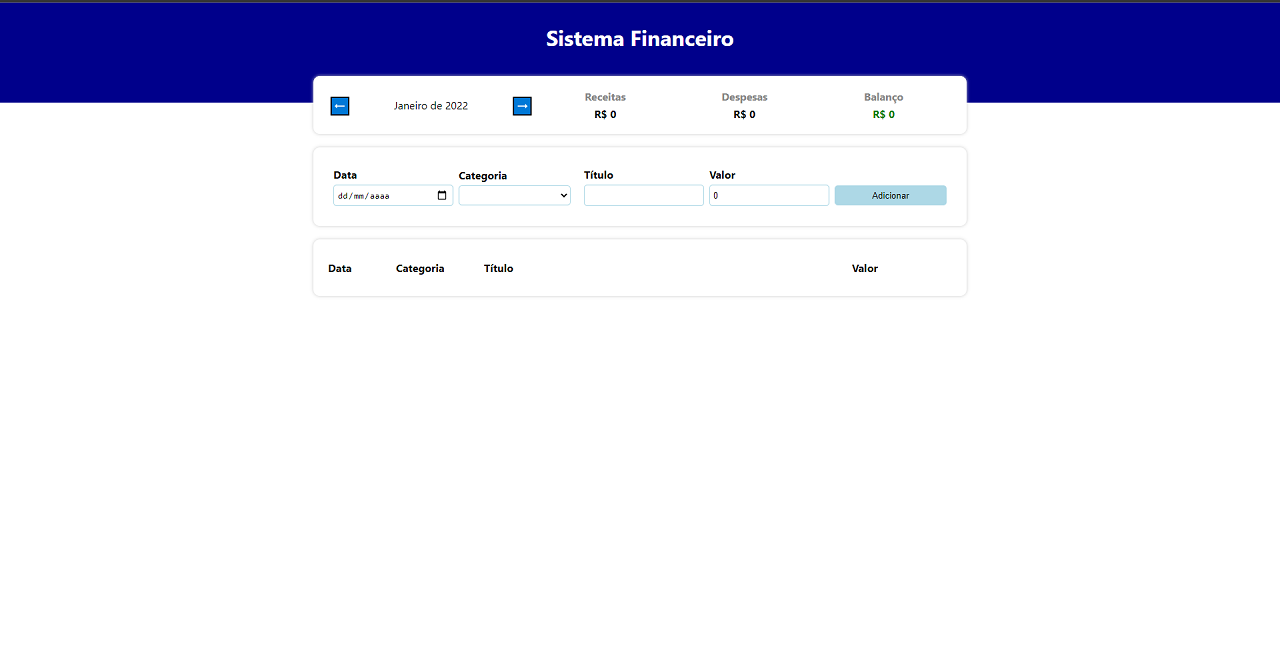 Sistema Financeiro
← Janeiro de 2022 → Receitas Despesas Balanço
R$ 0 R$ 0 R$ 0
Data Categoria Título Valor
dd/mm/aaaa 0 Adicionar
Data Categoria Título Valor